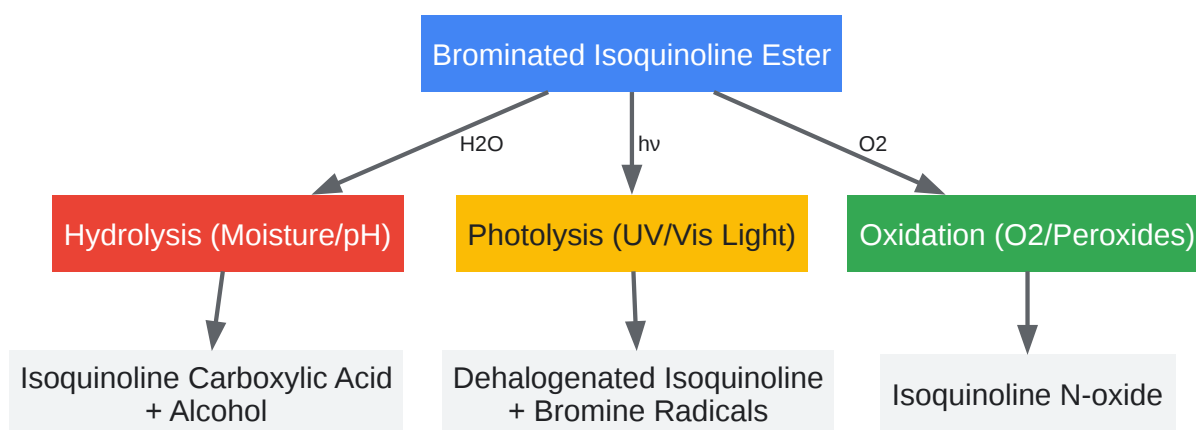 Brominated Isoquinoline Ester
H2O
hν
O2
Hydrolysis (Moisture/pH)
Photolysis (UV/Vis Light)
Oxidation (O2/Peroxides)
Isoquinoline Carboxylic Acid
+ Alcohol
Dehalogenated Isoquinoline
+ Bromine Radicals
Isoquinoline N-oxide